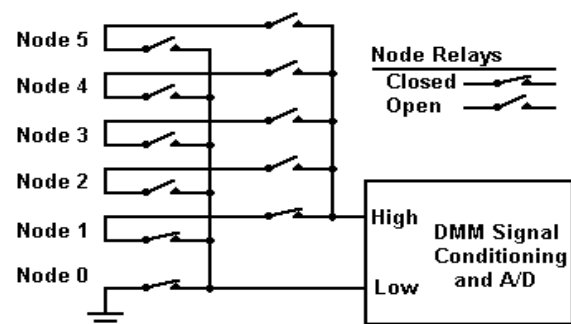 Node 5
Node 4
Node 3
Node 2
Node 1
Node 0
Node Relays
Closed
Open
High
Low
DMM Signal
Conditioning
and A/D